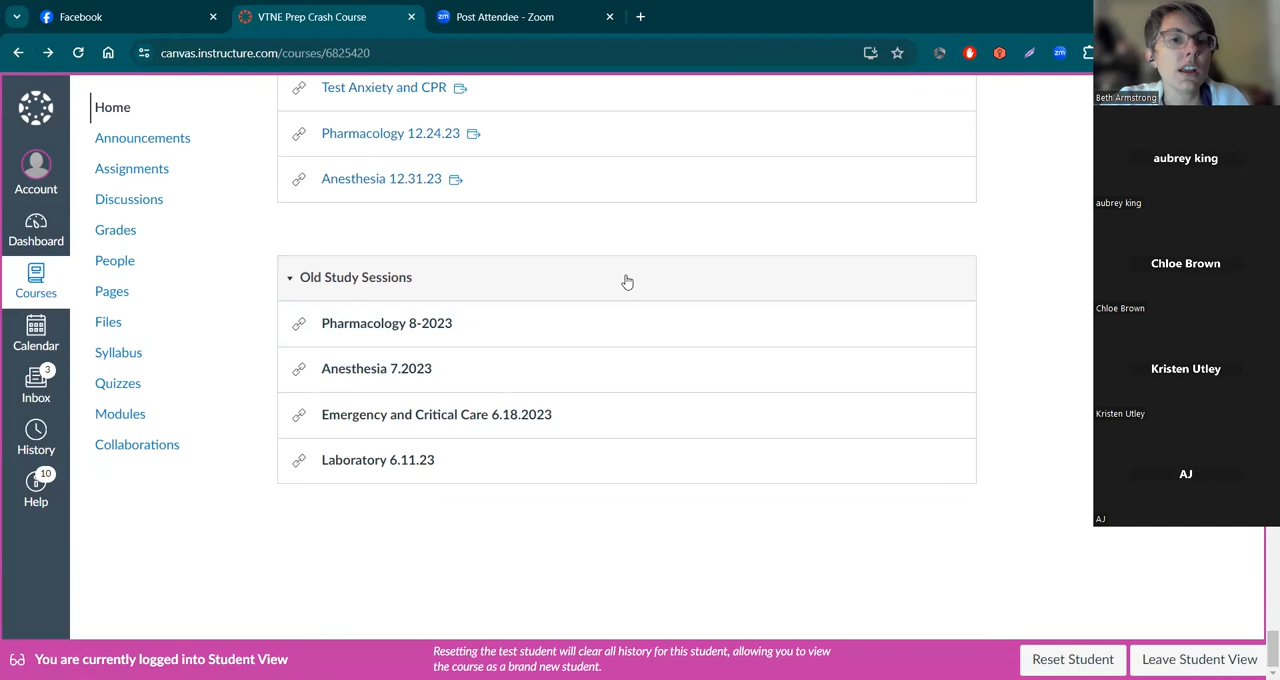 Facebook
VTNE Prep Crash Course
zm Post Attendee - Zoom
canvas.instructure.com/courses/6825420
zm
Beth Armstrong
Account
Dashboard
Courses
Calendar
3
Inbox
History
10
Help
Home
Announcements
Assignments
Discussions
Grades
People
Pages
Files
Syllabus
Quizzes
Modules
Collaborations
Test Anxiety and CPR
Pharmacology 12.24.23
Anesthesia 12.31.23
Old Study Sessions
Pharmacology 8-2023
Anesthesia 7.2023
Emergency and Critical Care 6.18.2023
Laboratory 6.11.23
aubrey king
aubrey king
Chloe Brown
Chloe Brown
Kristen Utley
Kristen Utley
AJ
AJ
You are currently logged into Student View
Resetting the test student will clear all history for this student, allowing you to view
the course as a brand new student.
Reset Student
Leave Student View